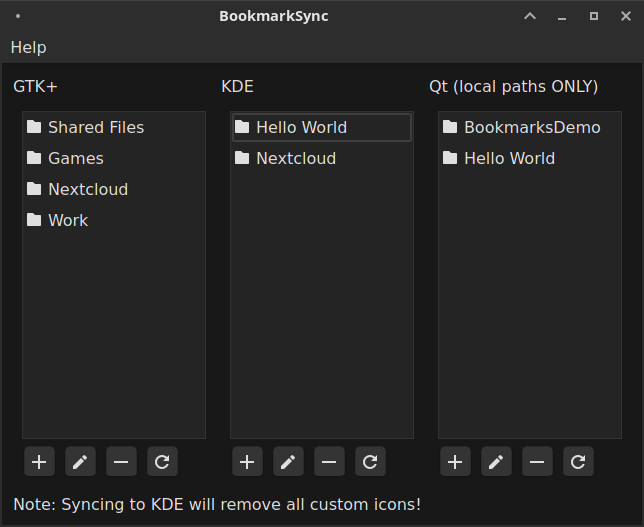 BookmarkSync
Help
GTK+
KDE
Qt (local paths ONLY)
Shared Files
Games
Nextcloud
Work
Hello World
Nextcloud
BookmarksDemo
Hello World
Note: Syncing to KDE will remove all custom icons!